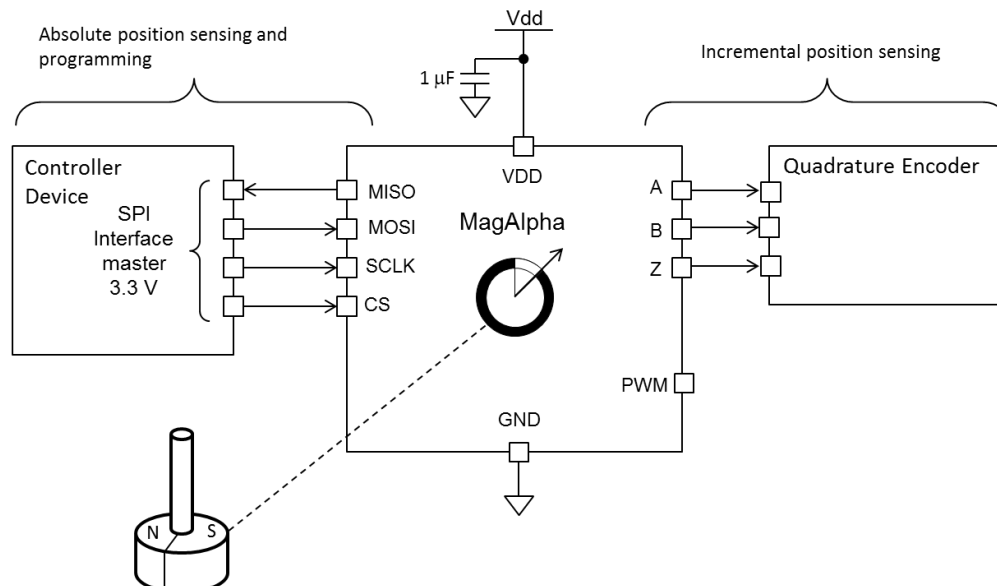 Absolute position sensing and
programming
Vdd
1 μF
Incremental position sensing
Controller
Device
SPI
Interface
master
3.3 V
MISO
MOSI
SCLK
CS
VDD
MagAlpha
A
B
Z
PWM
GND
Quadrature Encoder
N S